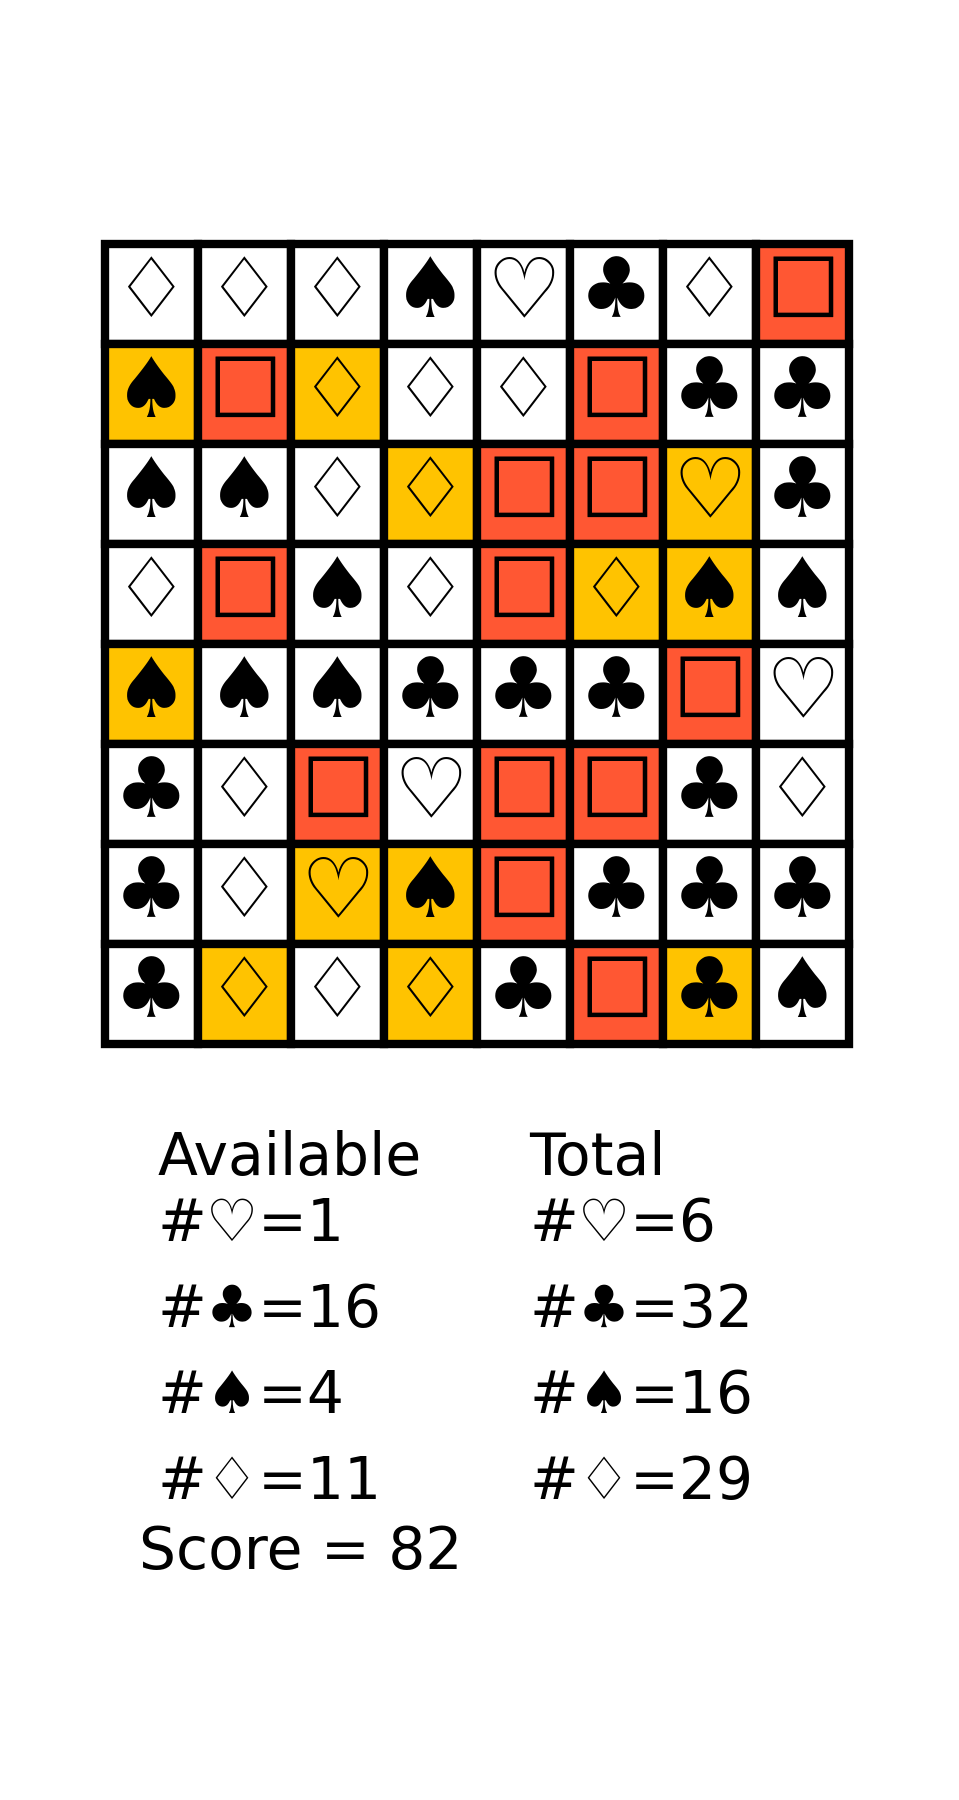 ♢ ♢ ♢ ♠ ♡ ♣ ♢ □
♠ □ ♢ ♢ ♢ □ ♣ ♣
♠ ♠ ♢ ♢ □ □ ♡ ♣
♢ □ ♠ ♢ □ ♢ ♠ ♠
♠ ♠ ♠ ♣ ♣ ♣ □ ♡
♣ ♢ □ ♡ □ □ ♣ ♢
♣ ♢ ♡ ♠ □ ♣ ♣ ♣
♣ ♢ ♢ ♢ ♣ □ ♣ ♠
Available Total
#♡=1 #♡=6
#♣=16 #♣=32
#♠=4 #♠=16
#♢=11 #♢=29
Score = 82